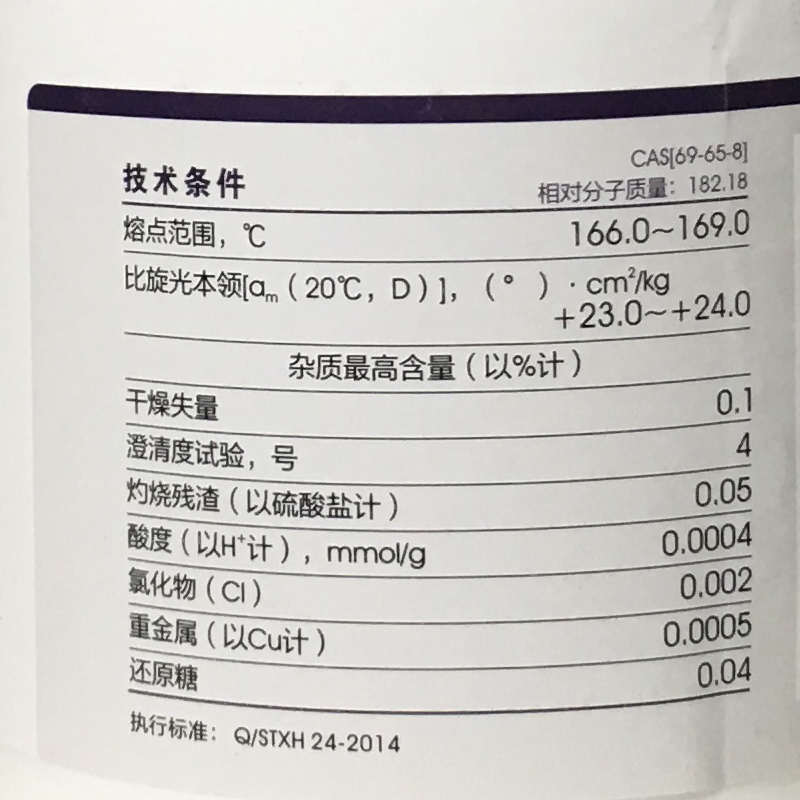 CAS[69-65-8]
技术条件 相对分子质量：182.18
熔点范围，℃ 166.0～169.0
比旋光本领[αm（20℃，D）]，（°）·cm²/kg
+23.0～+24.0
杂质最高含量（以%计）
干燥失量 0.1
澄清度试验，号 4
灼烧残渣（以硫酸盐计） 0.05
酸度（以H⁺计），mmol/g 0.0004
氯化物（Cl） 0.002
重金属（以Cu计） 0.0005
还原糖 0.04
执行标准：Q/STXH 24-2014